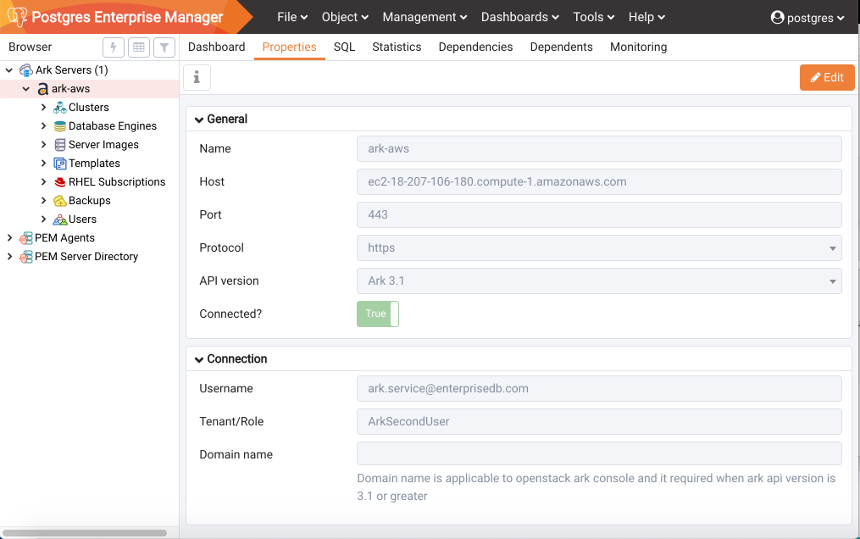 Postgres Enterprise Manager
File Object Management Dashboards Tools Help postgres
Browser
Dashboard Properties SQL Statistics Dependencies Dependents Monitoring
Ark Servers (1)
ark-aws
Clusters
Database Engines
Server Images
Templates
RHEL Subscriptions
Backups
Users
PEM Agents
PEM Server Directory
Edit
General
Name ark-aws
Host ec2-18-207-106-180.compute-1.amazonaws.com
Port 443
Protocol https
API version Ark 3.1
Connected? True
Connection
Username ark.service@enterprisedb.com
Tenant/Role ArkSecondUser
Domain name
Domain name is applicable to openstack ark console and it required when ark api version is
3.1 or greater